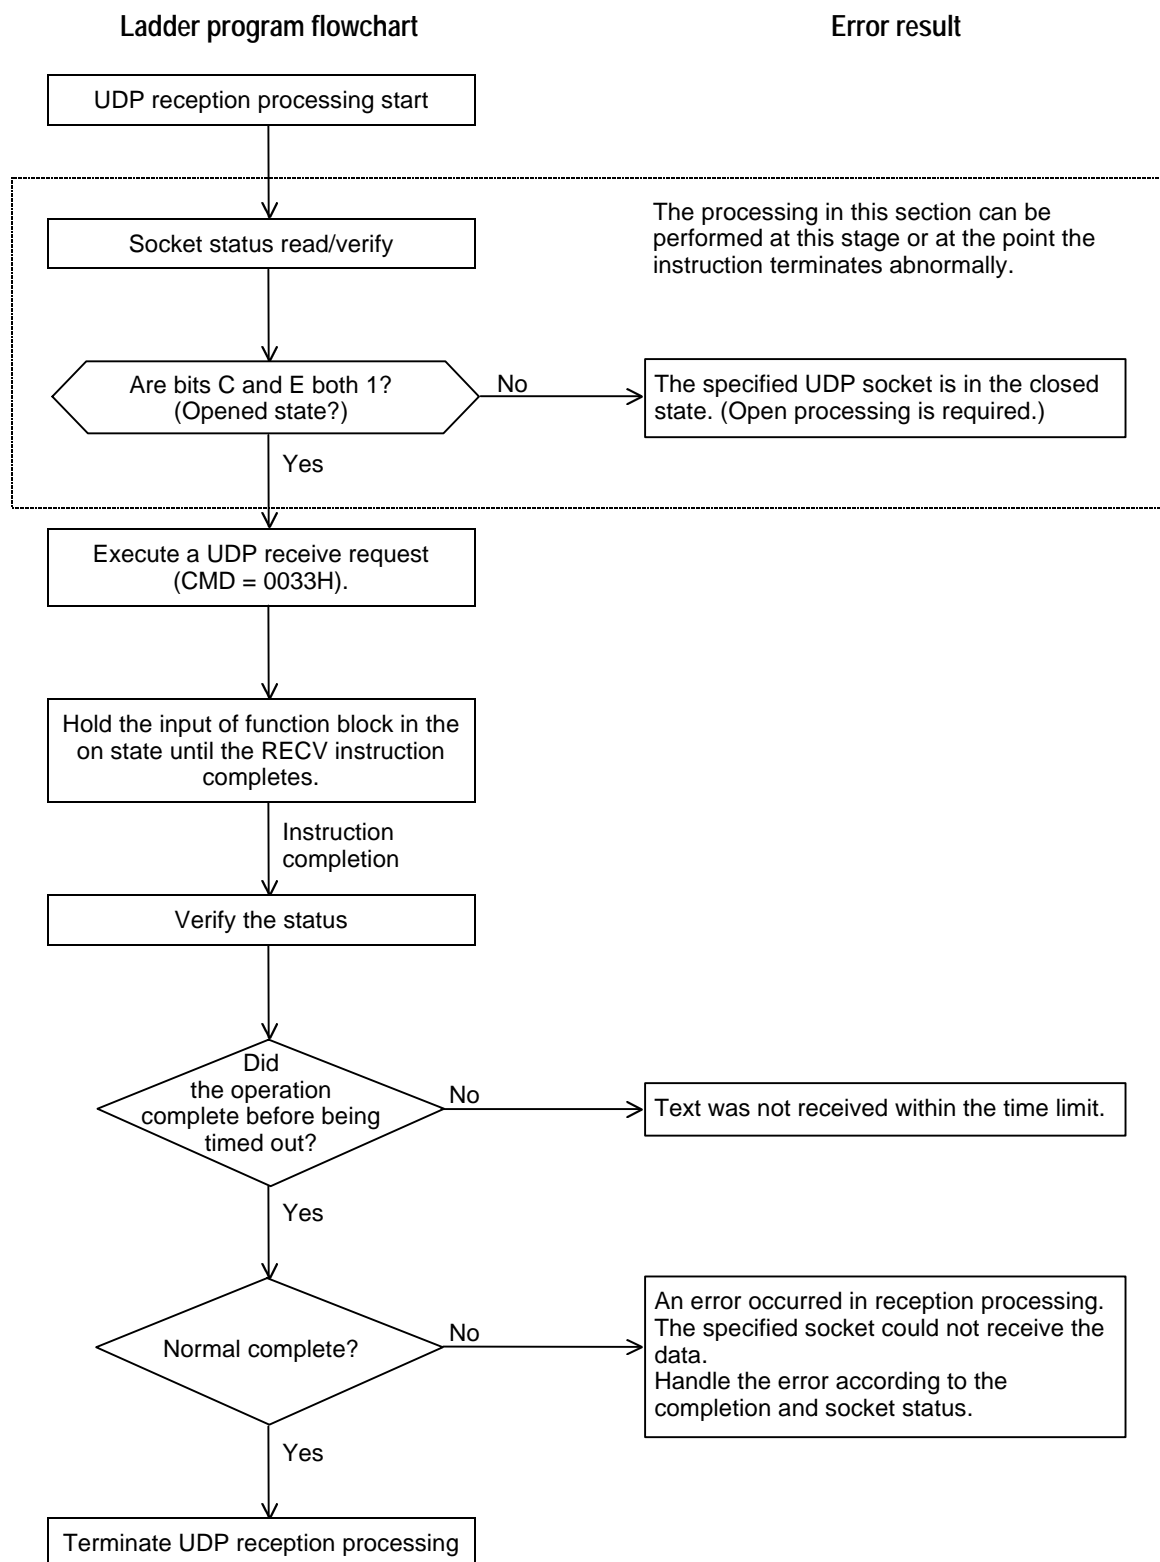 Ladder program flowchart
Error result
UDP reception processing start
The processing in this section can be
performed at this stage or at the point the
instruction terminates abnormally.
Socket status read/verify
Are bits C and E both 1?
(Opened state?)
No
The specified UDP socket is in the closed
state. (Open processing is required.)
Yes
Execute a UDP receive request
(CMD = 0033H).
Hold the input of function block in the
on state until the RECV instruction
completes.
Instruction
completion
Verify the status
Did
the operation
complete before being
timed out?
No
Text was not received within the time limit.
Yes
Normal complete?
No
An error occurred in reception processing.
The specified socket could not receive the
data.
Handle the error according to the
completion and socket status.
Yes
Terminate UDP reception processing